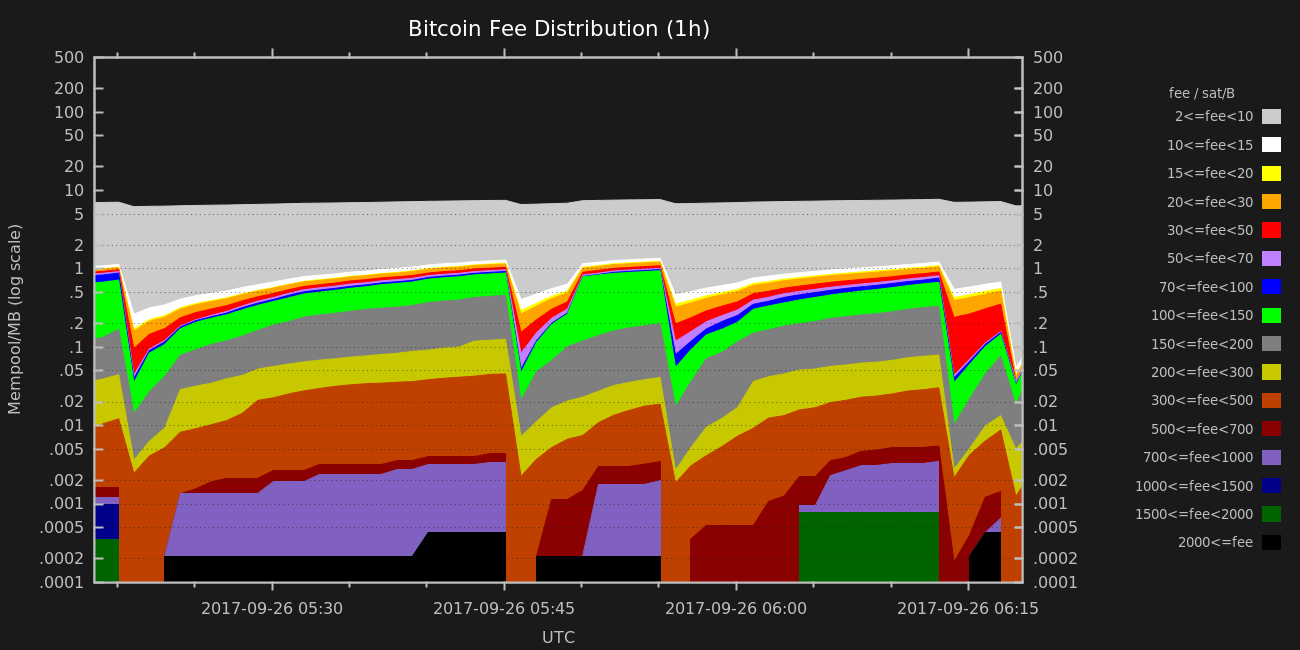 Bitcoin Fee Distribution (1h)
500
200
100
50
20
10
5
2
1
.5
.2
.1
.05
.02
.01
.005
.002
.001
.0005
.0002
.0001
Mempool/MB (log scale)
500
200
100
50
20
10
5
2
1
.5
.2
.1
.05
.02
.01
.005
.002
.001
.0005
.0002
.0001
2017-09-26 05:30
2017-09-26 05:45
2017-09-26 06:00
2017-09-26 06:15
UTC
fee / sat/B
2<=fee<10
10<=fee<15
15<=fee<20
20<=fee<30
30<=fee<50
50<=fee<70
70<=fee<100
100<=fee<150
150<=fee<200
200<=fee<300
300<=fee<500
500<=fee<700
700<=fee<1000
1000<=fee<1500
1500<=fee<2000
2000<=fee